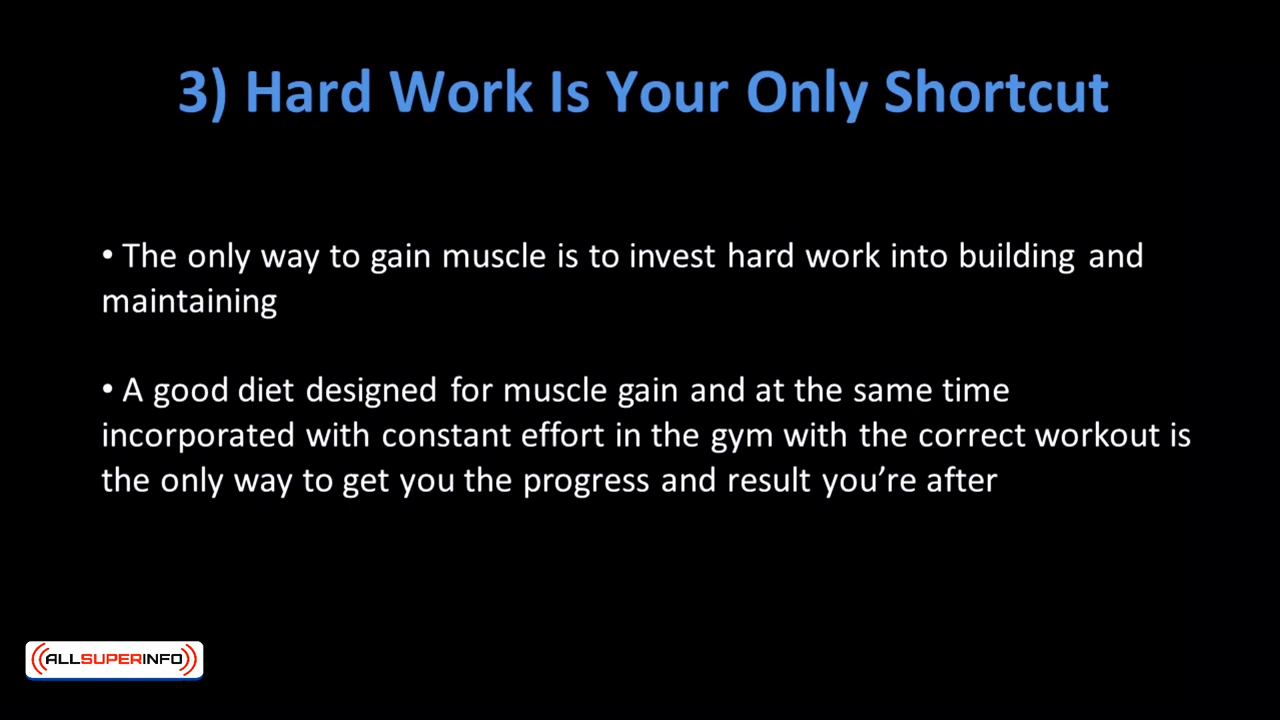 3) Hard Work Is Your Only Shortcut
• The only way to gain muscle is to invest hard work into building and
maintaining
• A good diet designed for muscle gain and at the same time
incorporated with constant effort in the gym with the correct workout is
the only way to get you the progress and result you’re after
ALLSUPERINFO